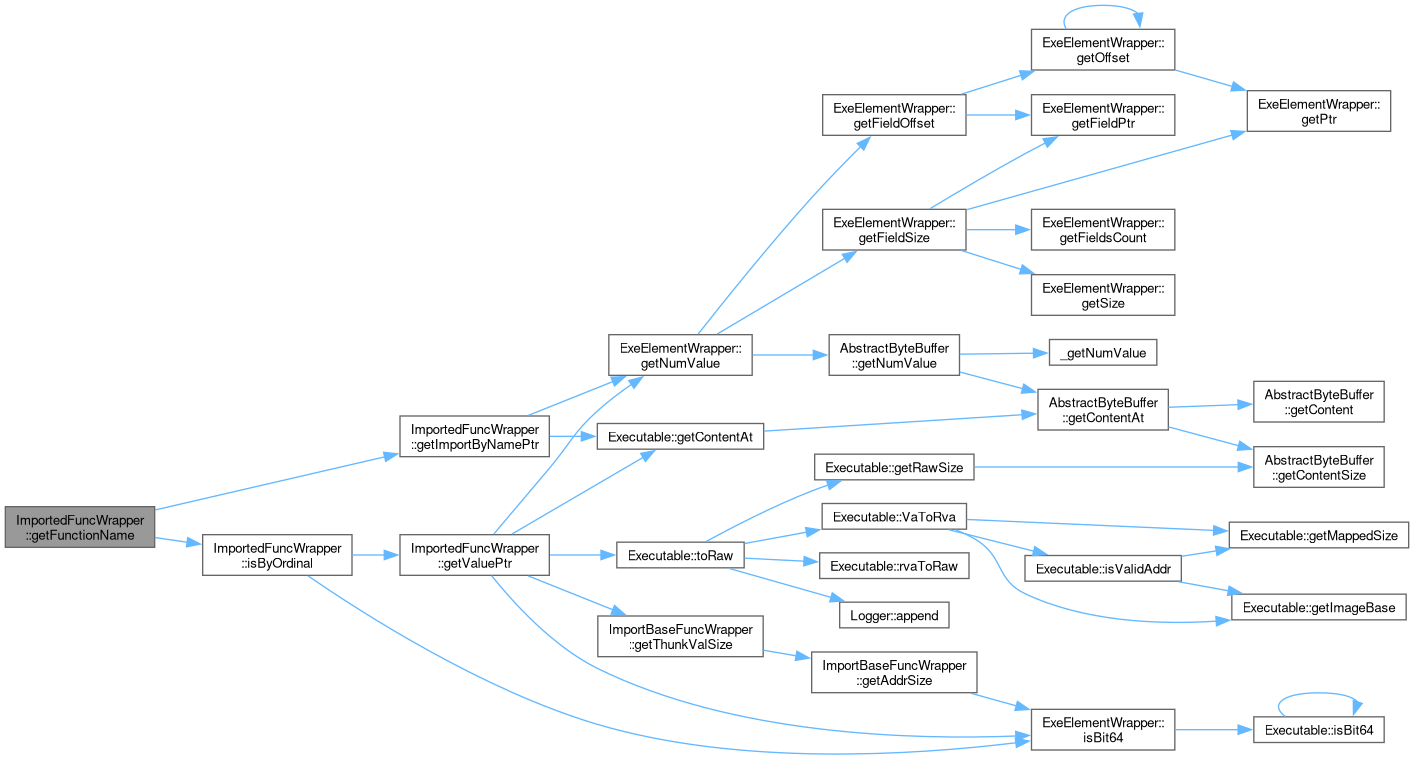 ExeElementWrapper::
getOffset
ExeElementWrapper::
getFieldOffset
ExeElementWrapper::
getFieldPtr
ExeElementWrapper::
getPtr
ExeElementWrapper::
getFieldSize
ExeElementWrapper::
getFieldsCount
ExeElementWrapper::
getSize
ExeElementWrapper::
getNumValue
AbstractByteBuffer
::getNumValue
_getNumValue
AbstractByteBuffer
::getContentAt
AbstractByteBuffer
::getContent
ImportedFuncWrapper
::getImportByNamePtr
Executable::getContentAt
Executable::getRawSize
AbstractByteBuffer
::getContentSize
ImportedFuncWrapper
::getFunctionName
ImportedFuncWrapper
::isByOrdinal
ImportedFuncWrapper
::getValuePtr
Executable::toRaw
Executable::VaToRva
Executable::getMappedSize
Executable::rvaToRaw
Executable::isValidAddr
Executable::getImageBase
Logger::append
ImportBaseFuncWrapper
::getThunkValSize
ImportBaseFuncWrapper
::getAddrSize
ExeElementWrapper::
isBit64
Executable::isBit64